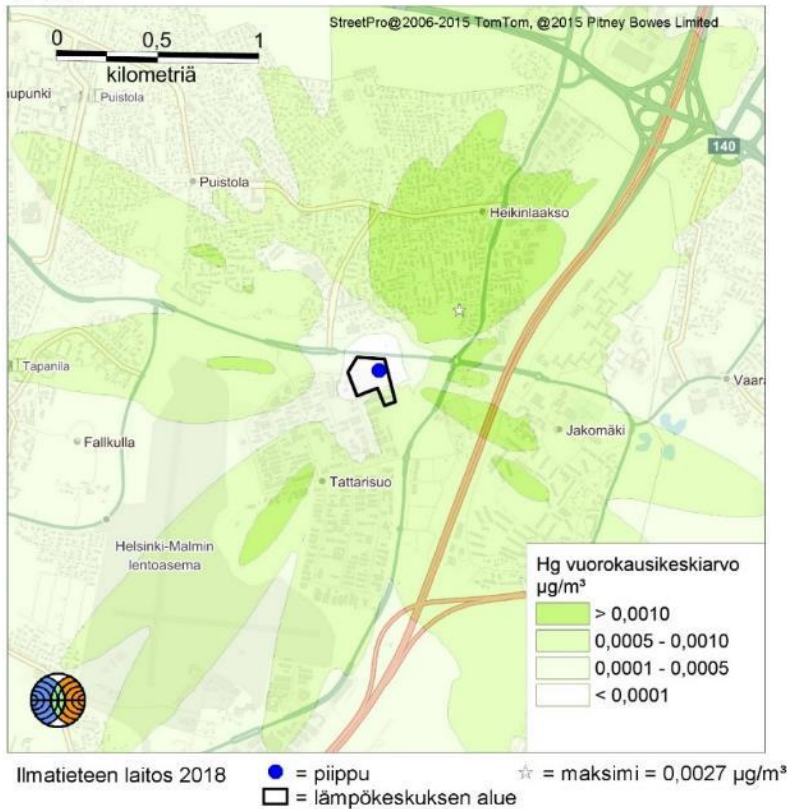 StreetPro@2006-2015 TomTom, @2015 Pitney Bowes Limited
0 0,5 1
kilometriä
Puistola
140
Puistola
Heikinlaakso
Tapanila
Jakomäki
Fallkulla
Tattarisuo
Helsinki-Malmin
lentoasema
Hg vuorokausikeskiarvo
µg/m³
> 0,0010
0,0005 - 0,0010
0,0001 - 0,0005
< 0,0001
Ilmatieteen laitos 2018
= piippu
= maksimi = 0,0027 µg/m³
= lämpökeskuksen alue